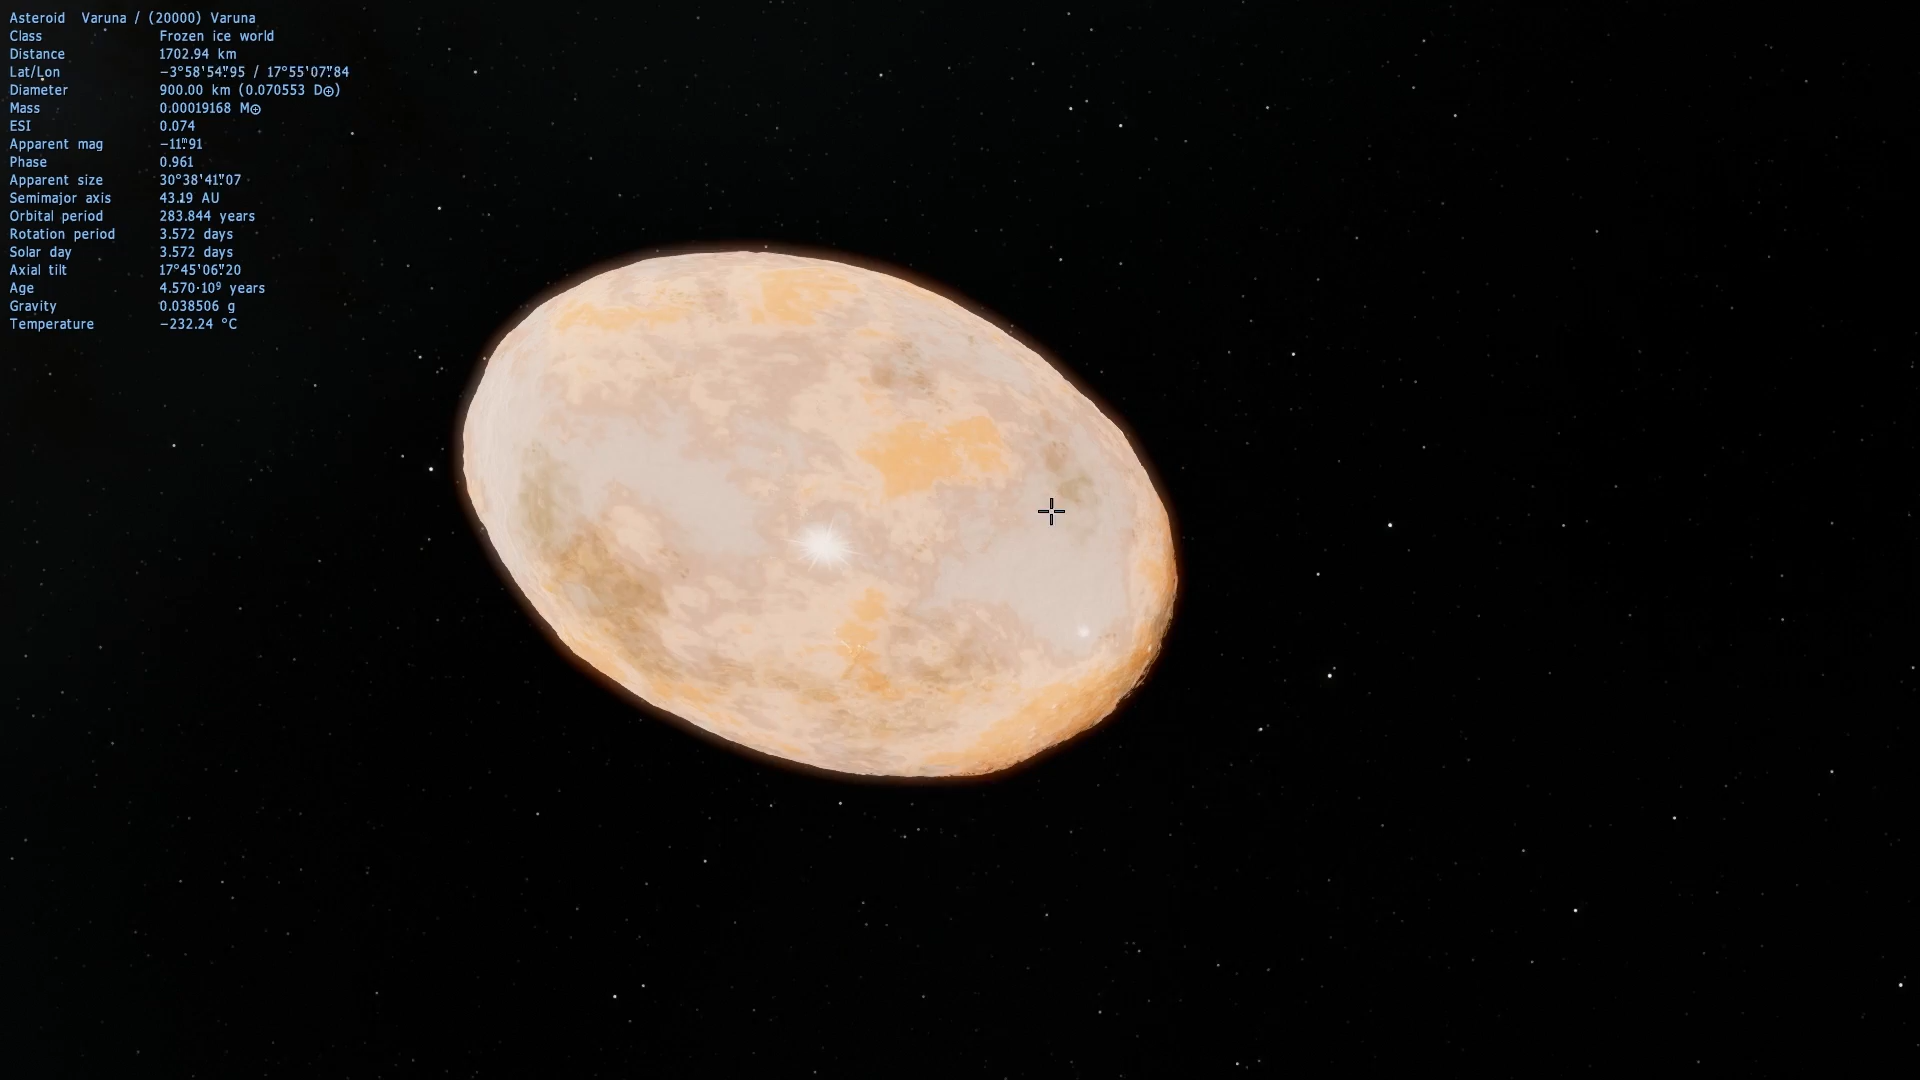 Asteroid Varuna / (20000) Varuna
Class Frozen ice world
Distance 1702.94 km
Lat/Lon −3°58'54"95 / 17°55'07"84
Diameter 900.00 km (0.070553 D⊕)
Mass 0.00019168 M⊕
ESI 0.074
Apparent mag −11ᵐ91
Phase 0.961
Apparent size 30°38'41"07
Semimajor axis 43.19 AU
Orbital period 283.844 years
Rotation period 3.572 days
Solar day 3.572 days
Axial tilt 17°45'06"20
Age 4.570·10⁹ years
Gravity 0.038506 g
Temperature −232.24 °C